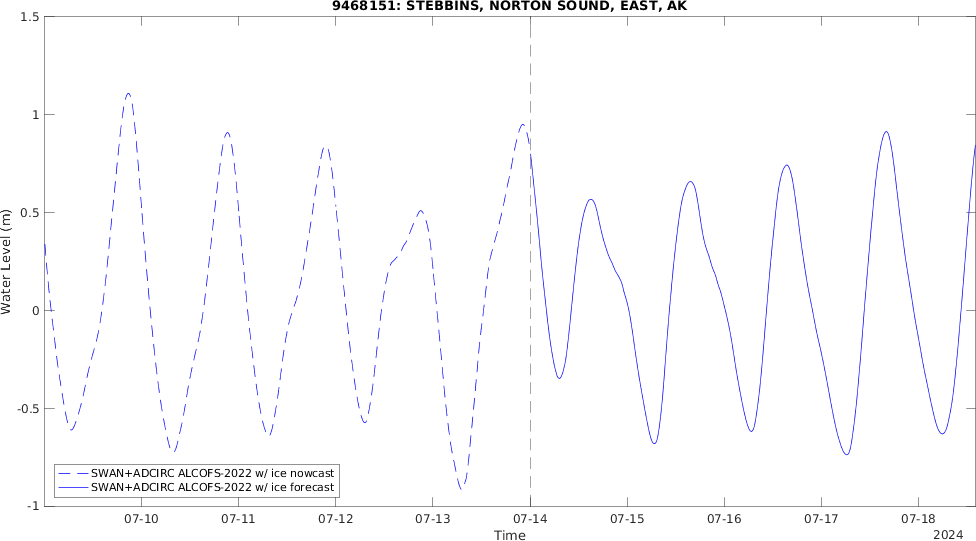 9468151: STEBBINS, NORTON SOUND, EAST, AK
1.5
1
0.5
0
-0.5
-1
Water Level (m)
SWAN+ADCIRC ALCOFS-2022 w/ ice nowcast
SWAN+ADCIRC ALCOFS-2022 w/ ice forecast
07-10 07-11 07-12 07-13 07-14 07-15 07-16 07-17 07-18
Time
2024